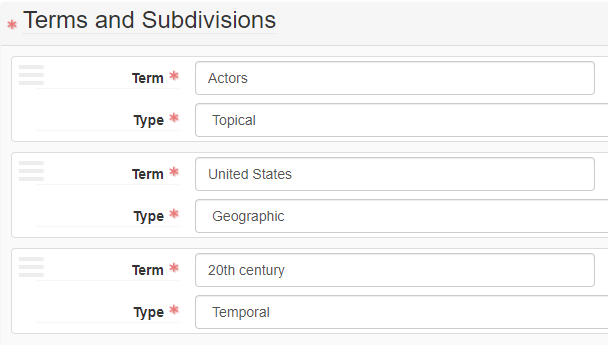 * Terms and Subdivisions
Term *
Actors
Type *
Topical
Term *
United States
Type *
Geographic
Term *
20th century
Type *
Temporal